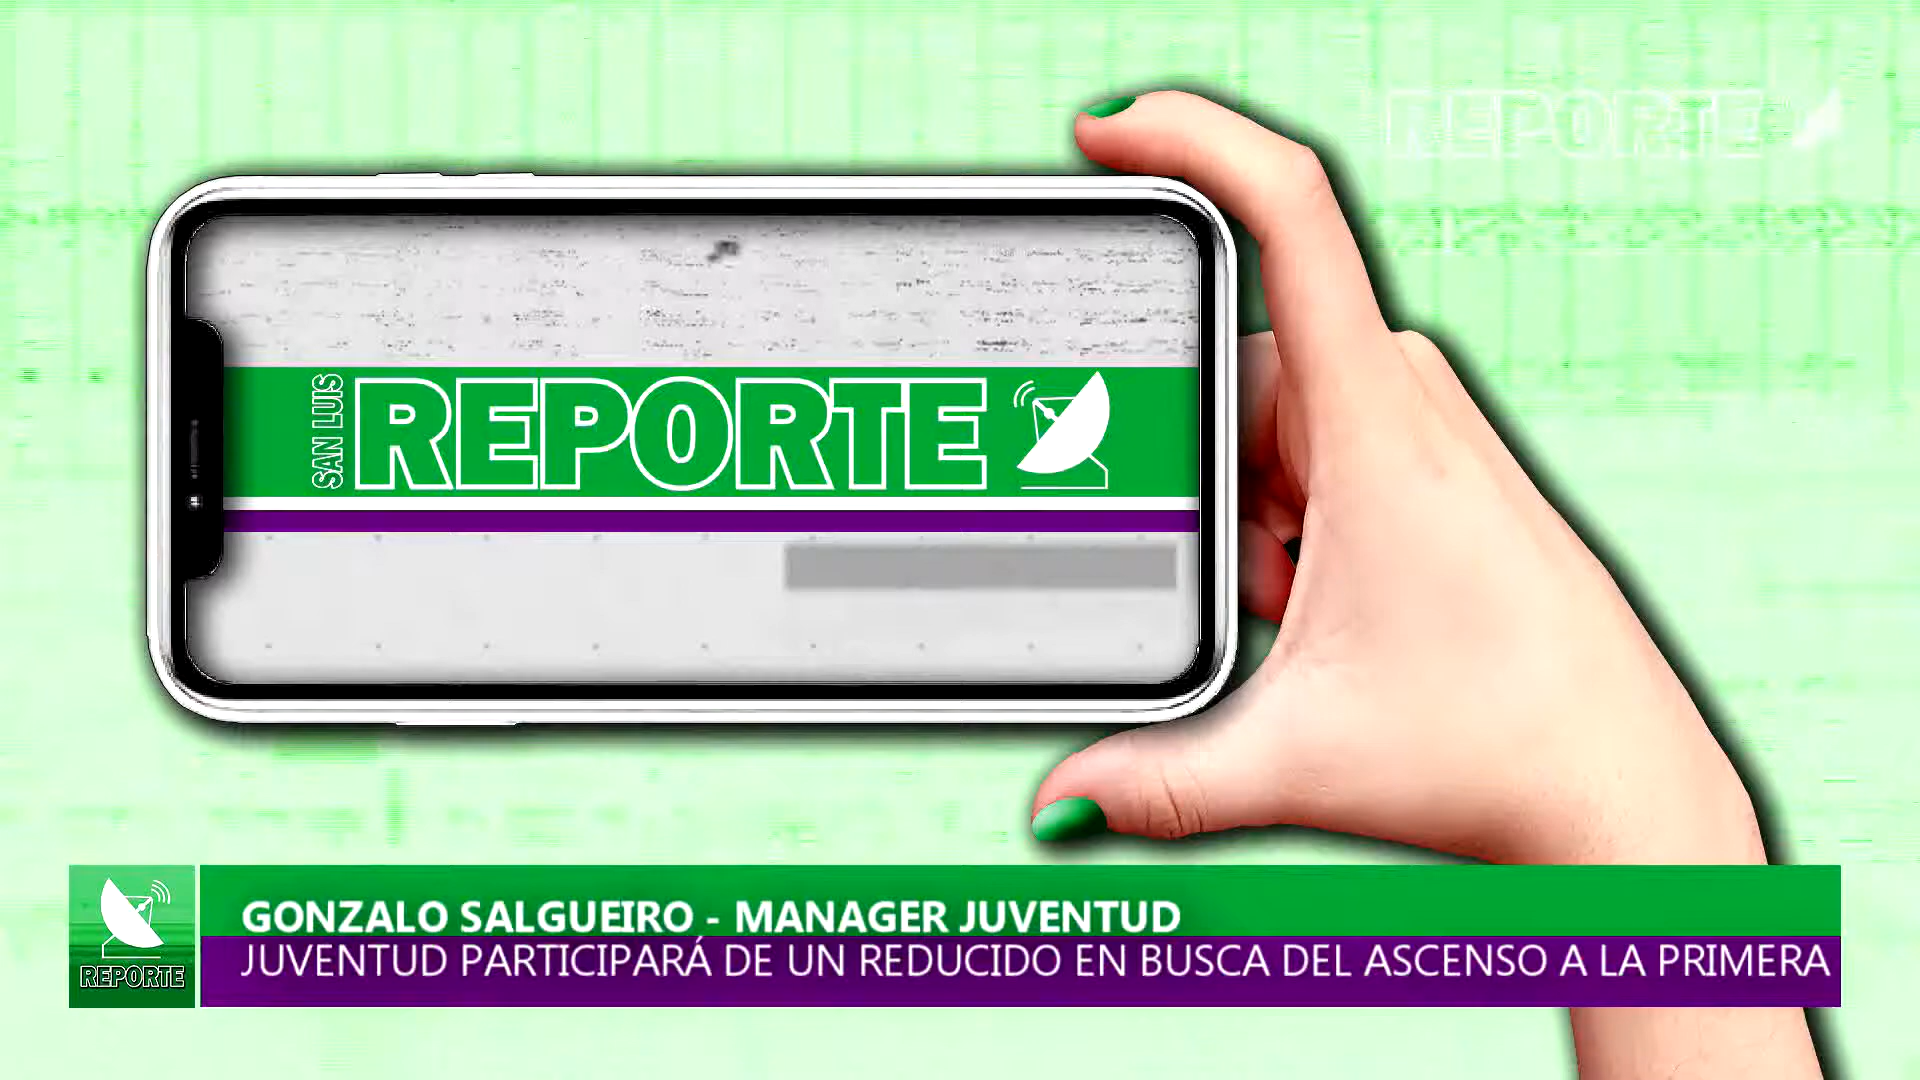 REPORTE
SAN LUIS
REPORTE
GONZALO SALGUEIRO - MANAGER JUVENTUD
JUVENTUD PARTICIPARÁ DE UN REDUCIDO EN BUSCA DEL ASCENSO A LA PRIMERA
REPORTE